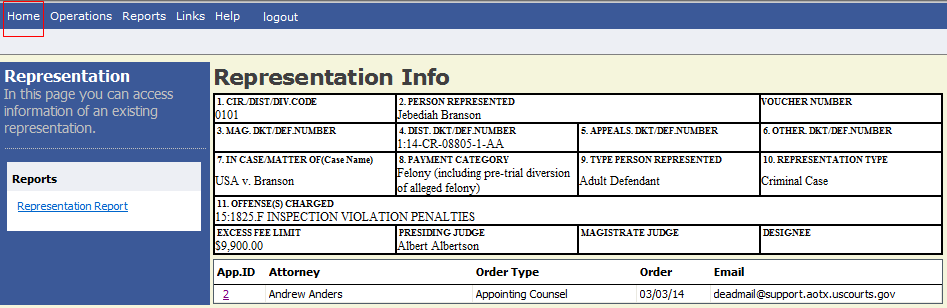 Home Operations Reports Links Help logout
Representation
In this page you can access
information of an existing
representation.
Reports
Representation Report
Representation Info
1. CIR./DIST/DIV.CODE 2. PERSON REPRESENTED VOUCHER NUMBER
0101 Jebediah Branson
3. MAG. DKT/DEF.NUMBER 4. DIST. DKT/DEF.NUMBER 5. APPEALS. DKT/DEF.NUMBER 6. OTHER. DKT/DEF.NUMBER
1:14-CR-08805-1-AA
7. IN CASE/MATTER OF(Case Name) 8. PAYMENT CATEGORY 9. TYPE PERSON REPRESENTED 10. REPRESENTATION TYPE
USA v. Branson Felony (including pre-trial diversion Adult Defendant Criminal Case
of alleged felony)
11. OFFENSE(S) CHARGED
15:1825.F INSPECTION VIOLATION PENALTIES
EXCESS FEE LIMIT PRESIDING JUDGE MAGISTRATE JUDGE DESIGNEE
$9,900.00 Albert Albertson
App.ID Attorney Order Type Order Email
2 Andrew Anders Appointing Counsel 03/03/14 deadmail@support.aotx.uscourts.gov